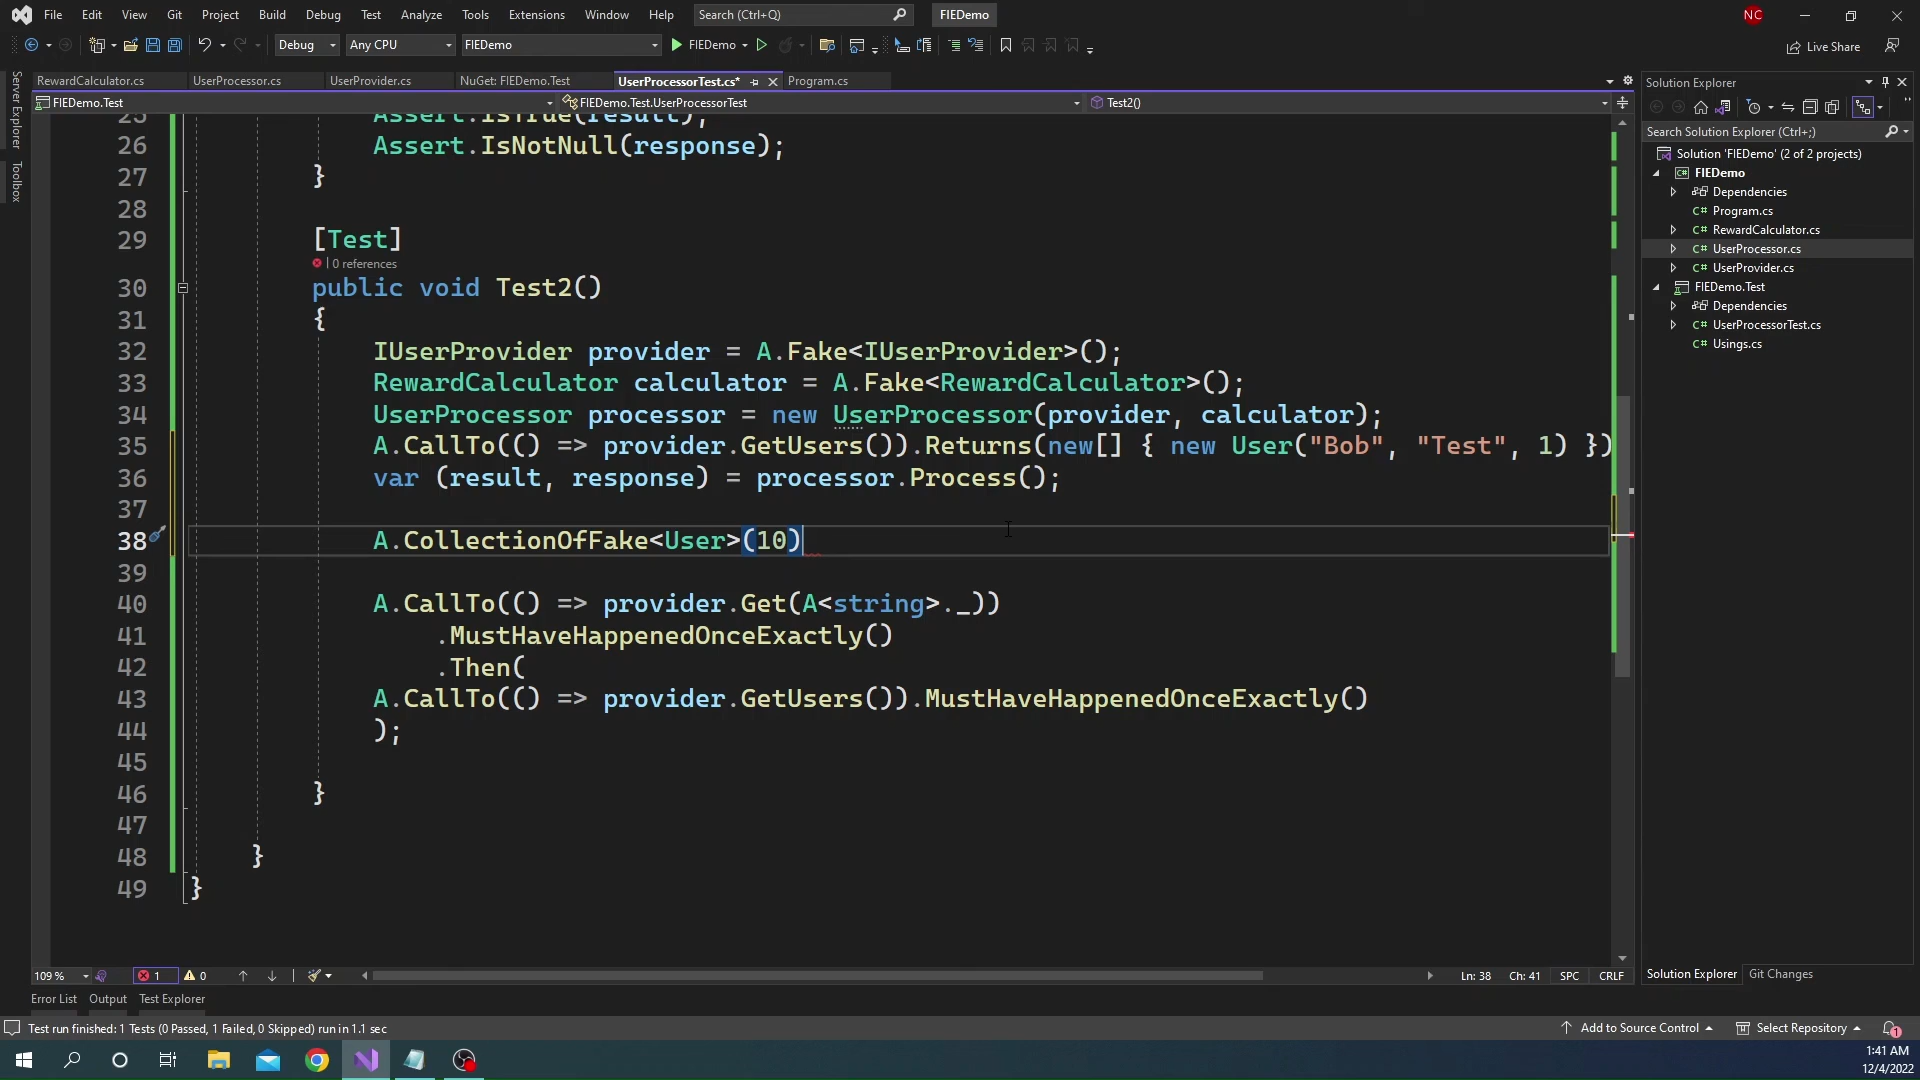 File Edit View Git Project Build Debug Test Analyze Tools Extensions Window Help Search (Ctrl+Q) FIEDemo NC
Debug Any CPU FIEDemo FIEDemo Live Share
RewardCalculator.cs UserProcessor.cs UserProvider.cs NuGet: FIEDemo.Test UserProcessorTest.cs* Program.cs
FIEDemo.Test FIEDemo.Test.UserProcessorTest Test2()
Server Explorer
Toolbox
25 Assert.IsTrue(result);
26 Assert.IsNotNull(response);
27 }
28
29 [Test]
0 references
30 public void Test2()
31 {
32 IUserProvider provider = A.Fake<IUserProvider>();
33 RewardCalculator calculator = A.Fake<RewardCalculator>();
34 UserProcessor processor = new UserProcessor(provider, calculator);
35 A.CallTo(() => provider.GetUsers()).Returns(new[] { new User("Bob", "Test", 1) })
36 var (result, response) = processor.Process();
37
38 A.CollectionOfFake<User>(10)
39
40 A.CallTo(() => provider.Get(A<string>._))
41 .MustHaveHappenedOnceExactly()
42 .Then(
43 A.CallTo(() => provider.GetUsers()).MustHaveHappenedOnceExactly()
44 );
45
46 }
47
48 }
49 }
109 % 1 0 Ln: 38 Ch: 41 SPC CRLF
Error List Output Test Explorer
Solution Explorer
Search Solution Explorer (Ctrl+;)
Solution 'FIEDemo' (2 of 2 projects)
C# FIEDemo
Dependencies
C# Program.cs
C# RewardCalculator.cs
C# UserProcessor.cs
C# UserProvider.cs
FIEDemo.Test
Dependencies
C# UserProcessorTest.cs
C# Usings.cs
Solution Explorer Git Changes
Test run finished: 1 Tests (0 Passed, 1 Failed, 0 Skipped) run in 1.1 sec Add to Source Control Select Repository 1
1:41 AM
12/4/2022